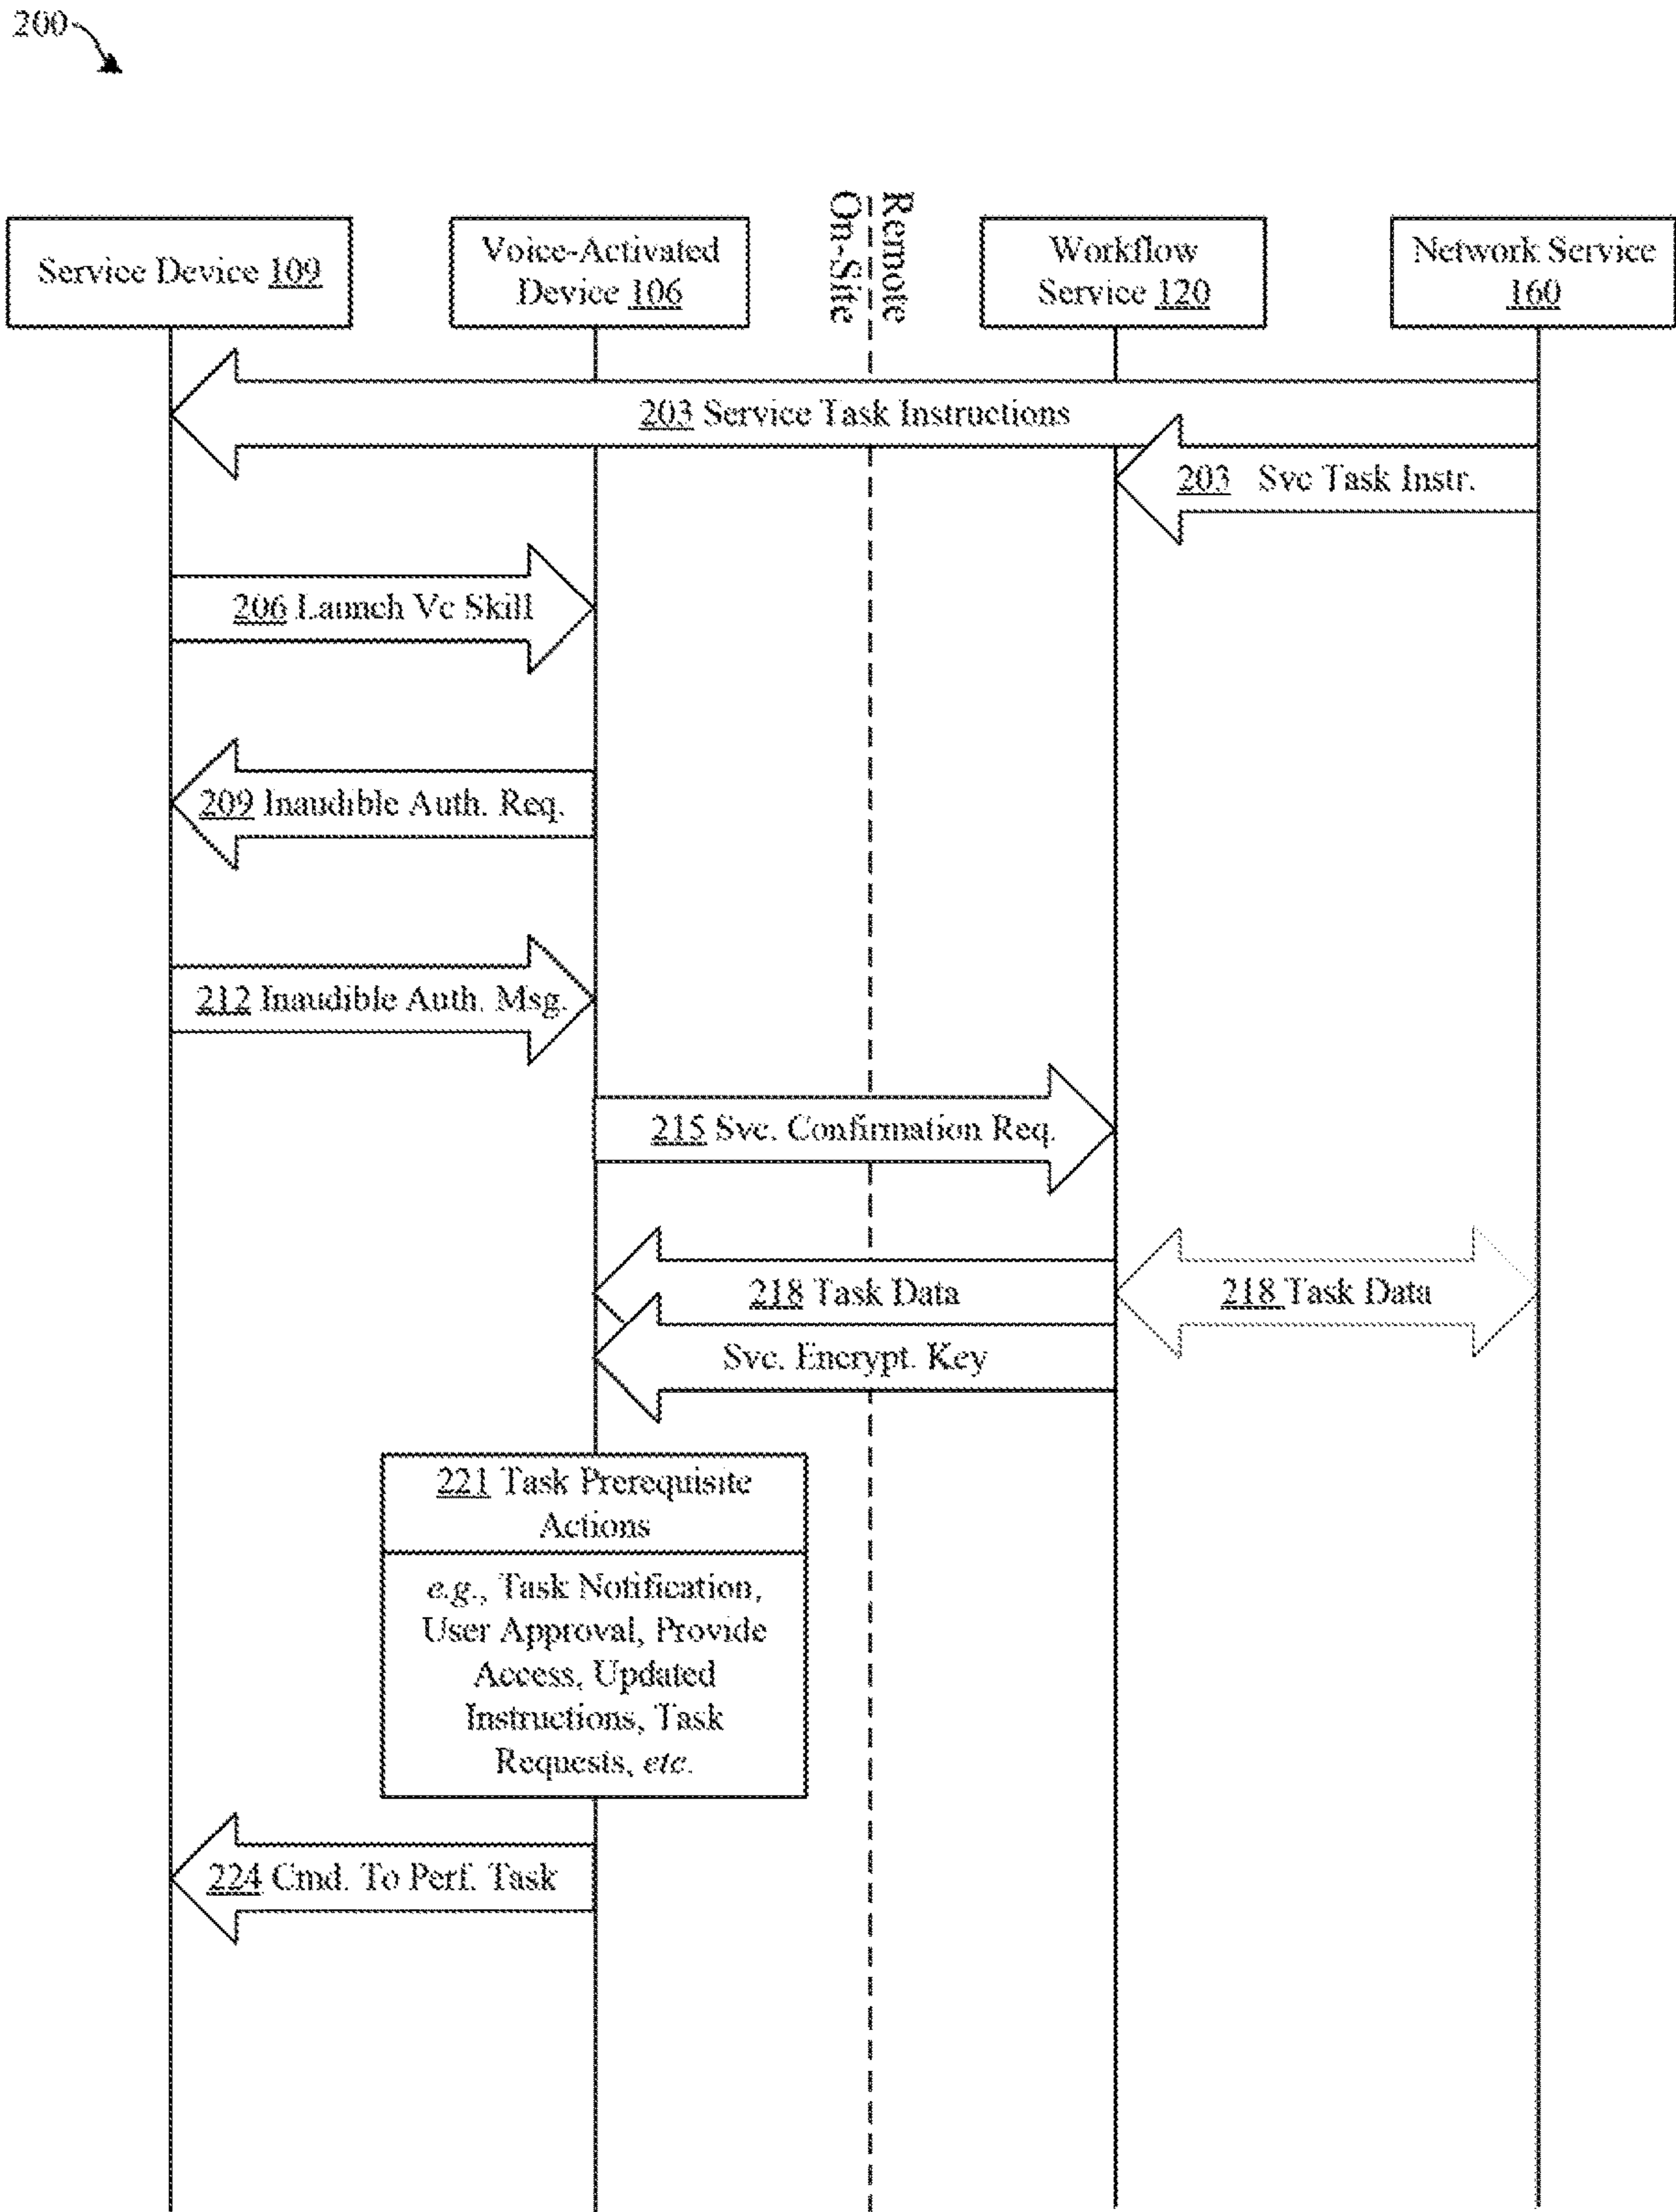 200
Service Device 109
Voice-Activated
Device 106
On-Site
Remote
Workflow
Service 120
Network Service
160
203 Service Task Instructions
203 Svc Task Instr.
206 Launch Vc Skill
209 Inaudible Auth. Req.
212 Inaudible Auth. Msg.
215 Svc. Confirmation Req.
218 Task Data
218 Task Data
Svc. Encrypt. Key
221 Task Prerequisite
Actions
e.g., Task Notification,
User Approval, Provide
Access, Updated
Instructions, Task
Requests, etc.
224 Cmd. To Perf. Task